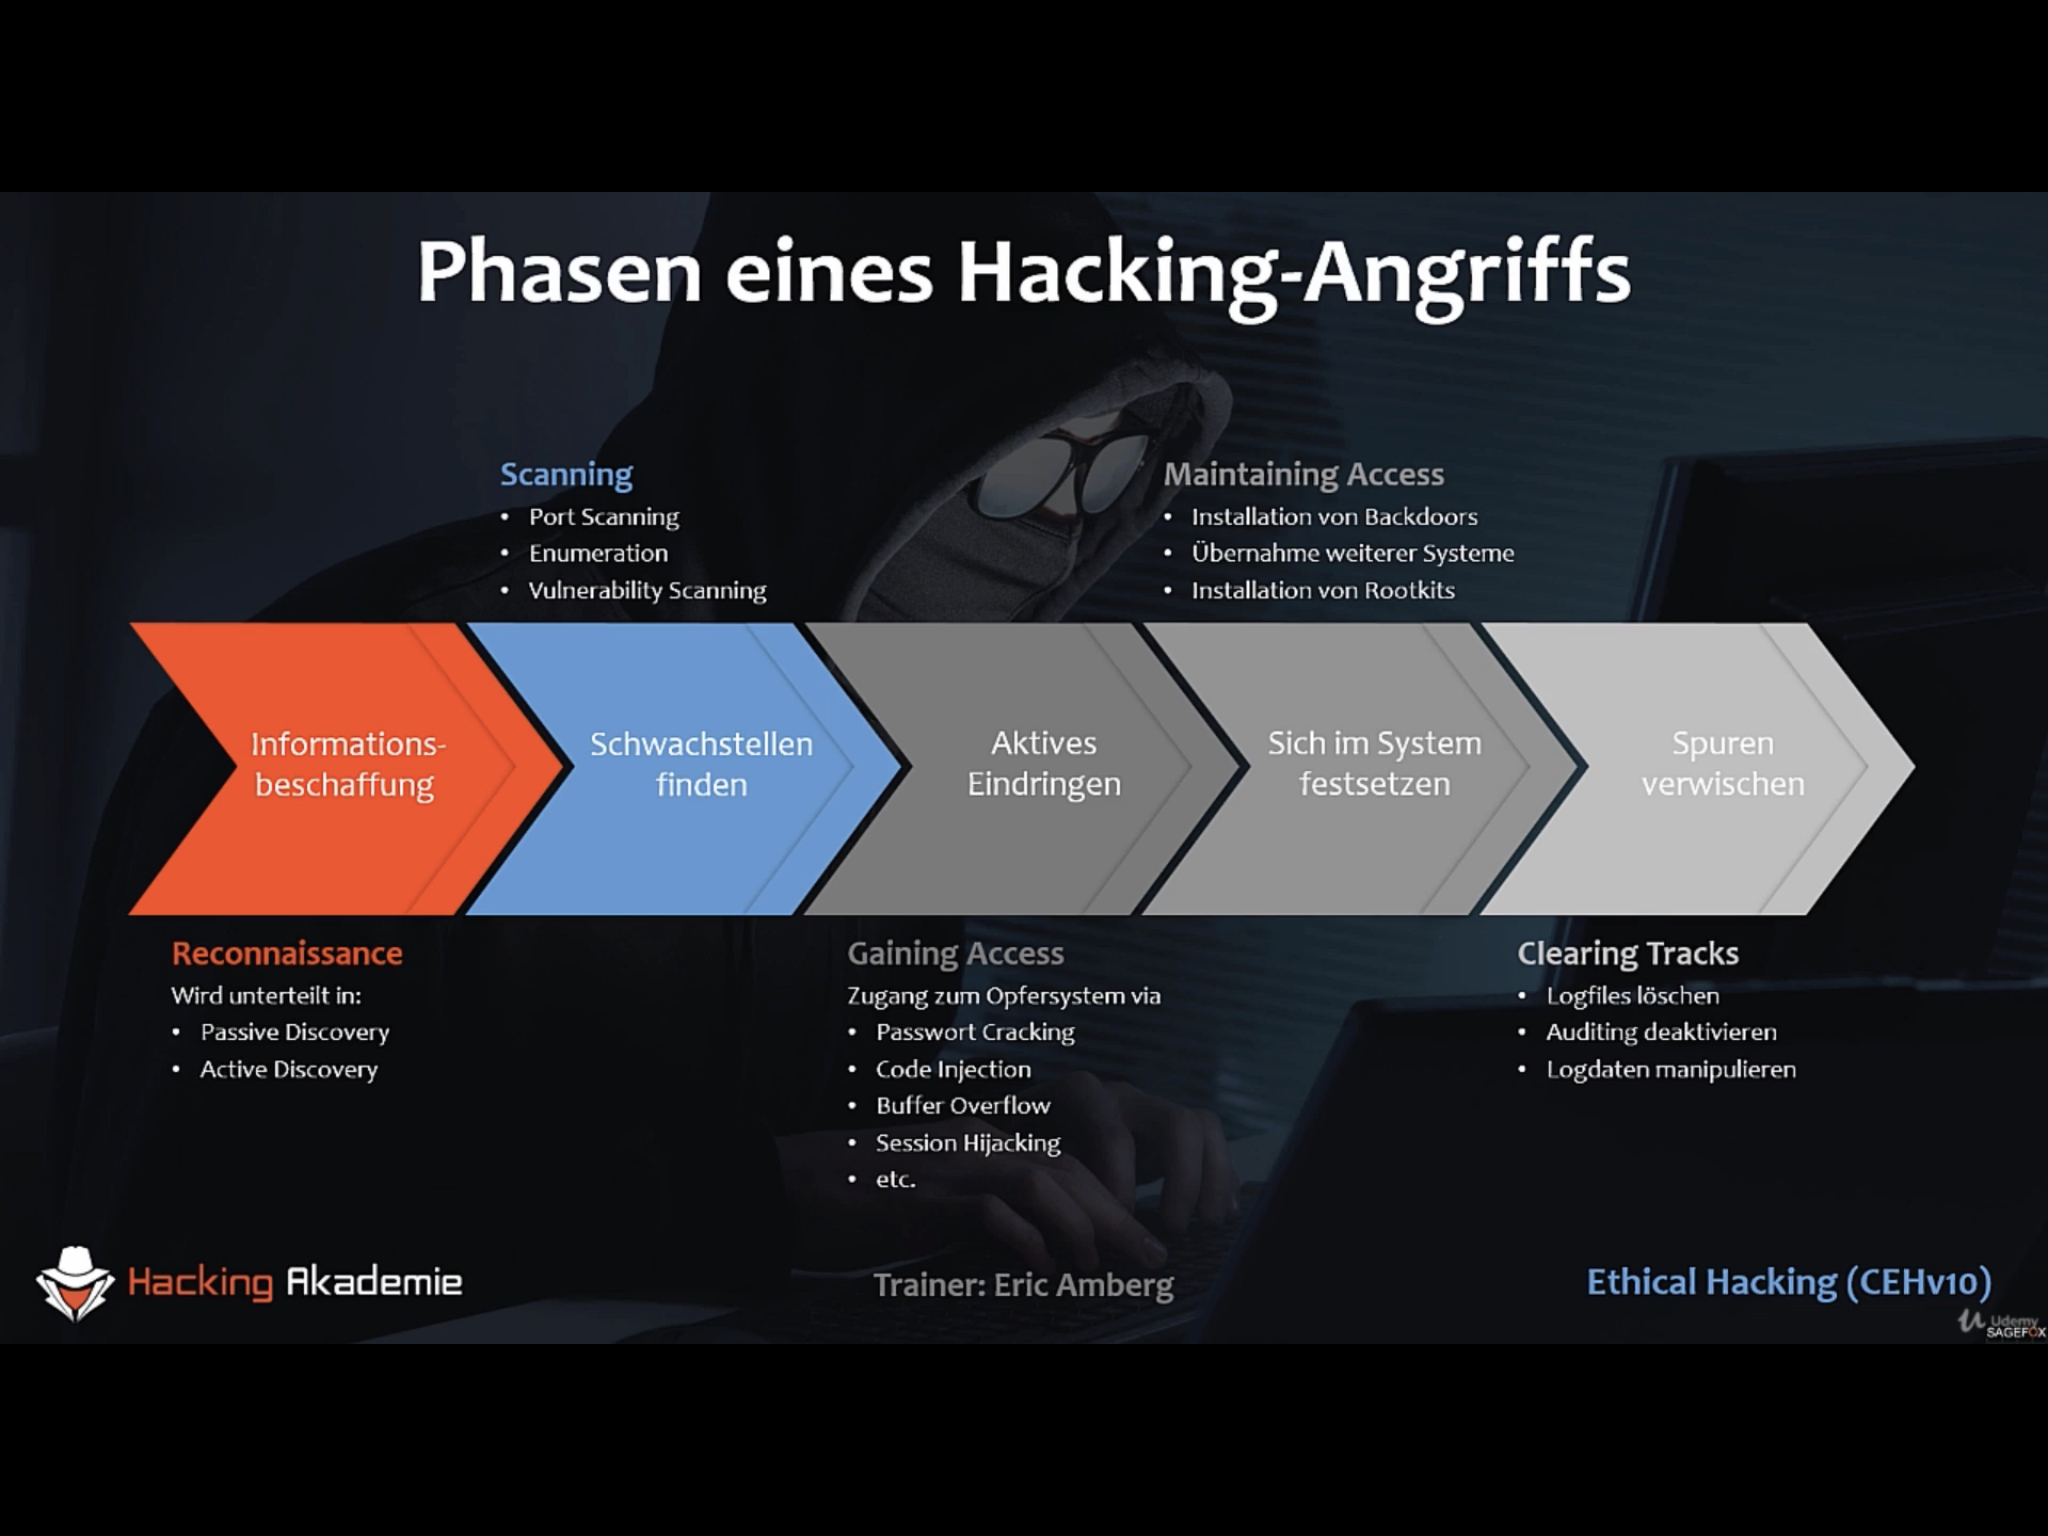 Phasen eines Hacking-Angriffs
Scanning
• Port Scanning
• Enumeration
• Vulnerability Scanning
Maintaining Access
• Installation von Backdoors
• Übernahme weiterer Systeme
• Installation von Rootkits
Informations-
beschaffung
Schwachstellen
finden
Aktives
Eindringen
Sich im System
festsetzen
Spuren
verwischen
Reconnaissance
Wird unterteilt in:
• Passive Discovery
• Active Discovery
Gaining Access
Zugang zum Opfersystem via
• Passwort Cracking
• Code Injection
• Buffer Overflow
• Session Hijacking
• etc.
Clearing Tracks
• Logfiles löschen
• Auditing deaktivieren
• Logdaten manipulieren
Hacking Akademie
Trainer: Eric Amberg
Ethical Hacking (CEHv10)
Udemy
SAGEFOX